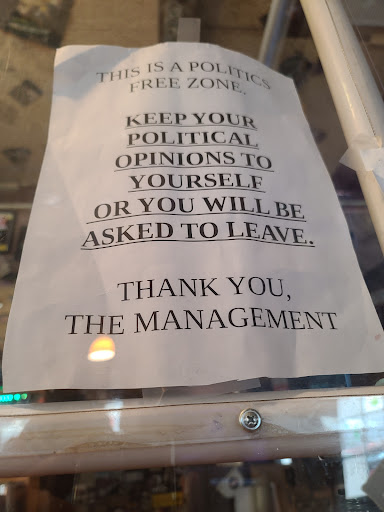 THIS IS A POLITICS
FREE ZONE.
KEEP YOUR
POLITICAL
OPINIONS TO
YOURSELF
OR YOU WILL BE
ASKED TO LEAVE.
THANK YOU,
THE MANAGEMENT